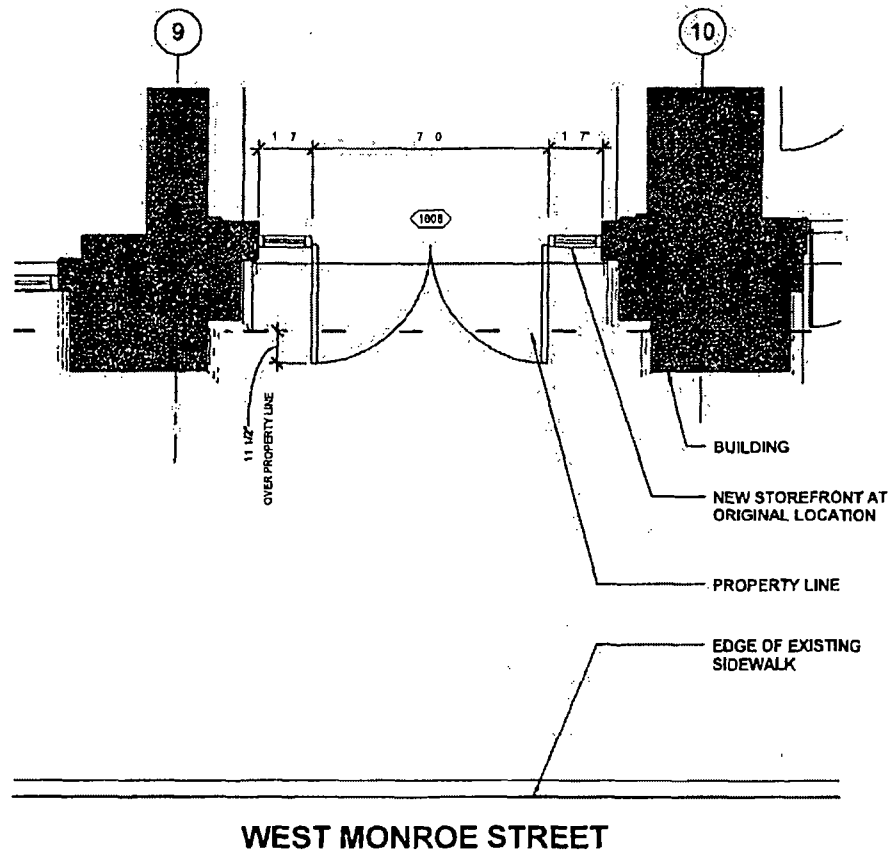 9
10
1 7
7 0
1 7"
1008
11 1/2"
OVER PROPERTY LINE
BUILDING
NEW STOREFRONT AT
ORIGINAL LOCATION
PROPERTY LINE
EDGE OF EXISTING
SIDEWALK
WEST MONROE STREET